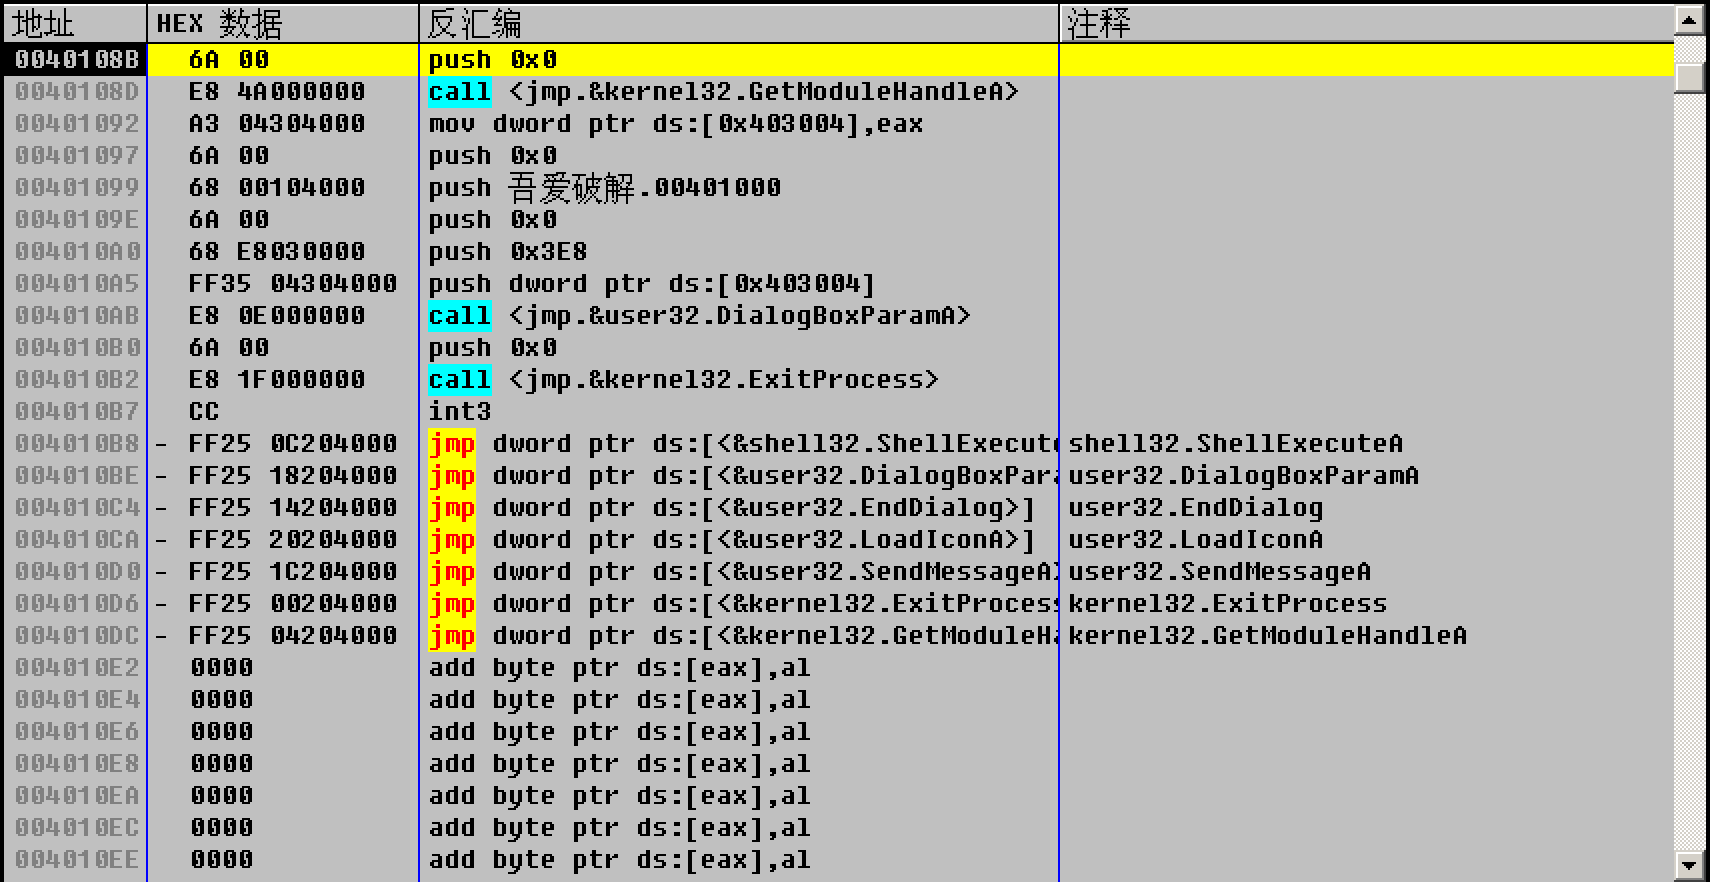 地址 HEX 数据 反汇编 注释
0040108B 6A 00 push 0x0
0040108D E8 4A000000 call <jmp.&kernel32.GetModuleHandleA>
00401092 A3 04304000 mov dword ptr ds:[0x403004],eax
00401097 6A 00 push 0x0
00401099 68 00104000 push 吾爱破解.00401000
0040109E 6A 00 push 0x0
004010A0 68 E8030000 push 0x3E8
004010A5 FF35 04304000 push dword ptr ds:[0x403004]
004010AB E8 0E000000 call <jmp.&user32.DialogBoxParamA>
004010B0 6A 00 push 0x0
004010B2 E8 1F000000 call <jmp.&kernel32.ExitProcess>
004010B7 CC int3
004010B8 - FF25 0C204000 jmp dword ptr ds:[<&shell32.ShellExecute shell32.ShellExecuteA
004010BE - FF25 18204000 jmp dword ptr ds:[<&user32.DialogBoxPara user32.DialogBoxParamA
004010C4 - FF25 14204000 jmp dword ptr ds:[<&user32.EndDialog>] user32.EndDialog
004010CA - FF25 20204000 jmp dword ptr ds:[<&user32.LoadIconA>] user32.LoadIconA
004010D0 - FF25 1C204000 jmp dword ptr ds:[<&user32.SendMessageA> user32.SendMessageA
004010D6 - FF25 00204000 jmp dword ptr ds:[<&kernel32.ExitProcess kernel32.ExitProcess
004010DC - FF25 04204000 jmp dword ptr ds:[<&kernel32.GetModuleHa kernel32.GetModuleHandleA
004010E2 0000 add byte ptr ds:[eax],al
004010E4 0000 add byte ptr ds:[eax],al
004010E6 0000 add byte ptr ds:[eax],al
004010E8 0000 add byte ptr ds:[eax],al
004010EA 0000 add byte ptr ds:[eax],al
004010EC 0000 add byte ptr ds:[eax],al
004010EE 0000 add byte ptr ds:[eax],al